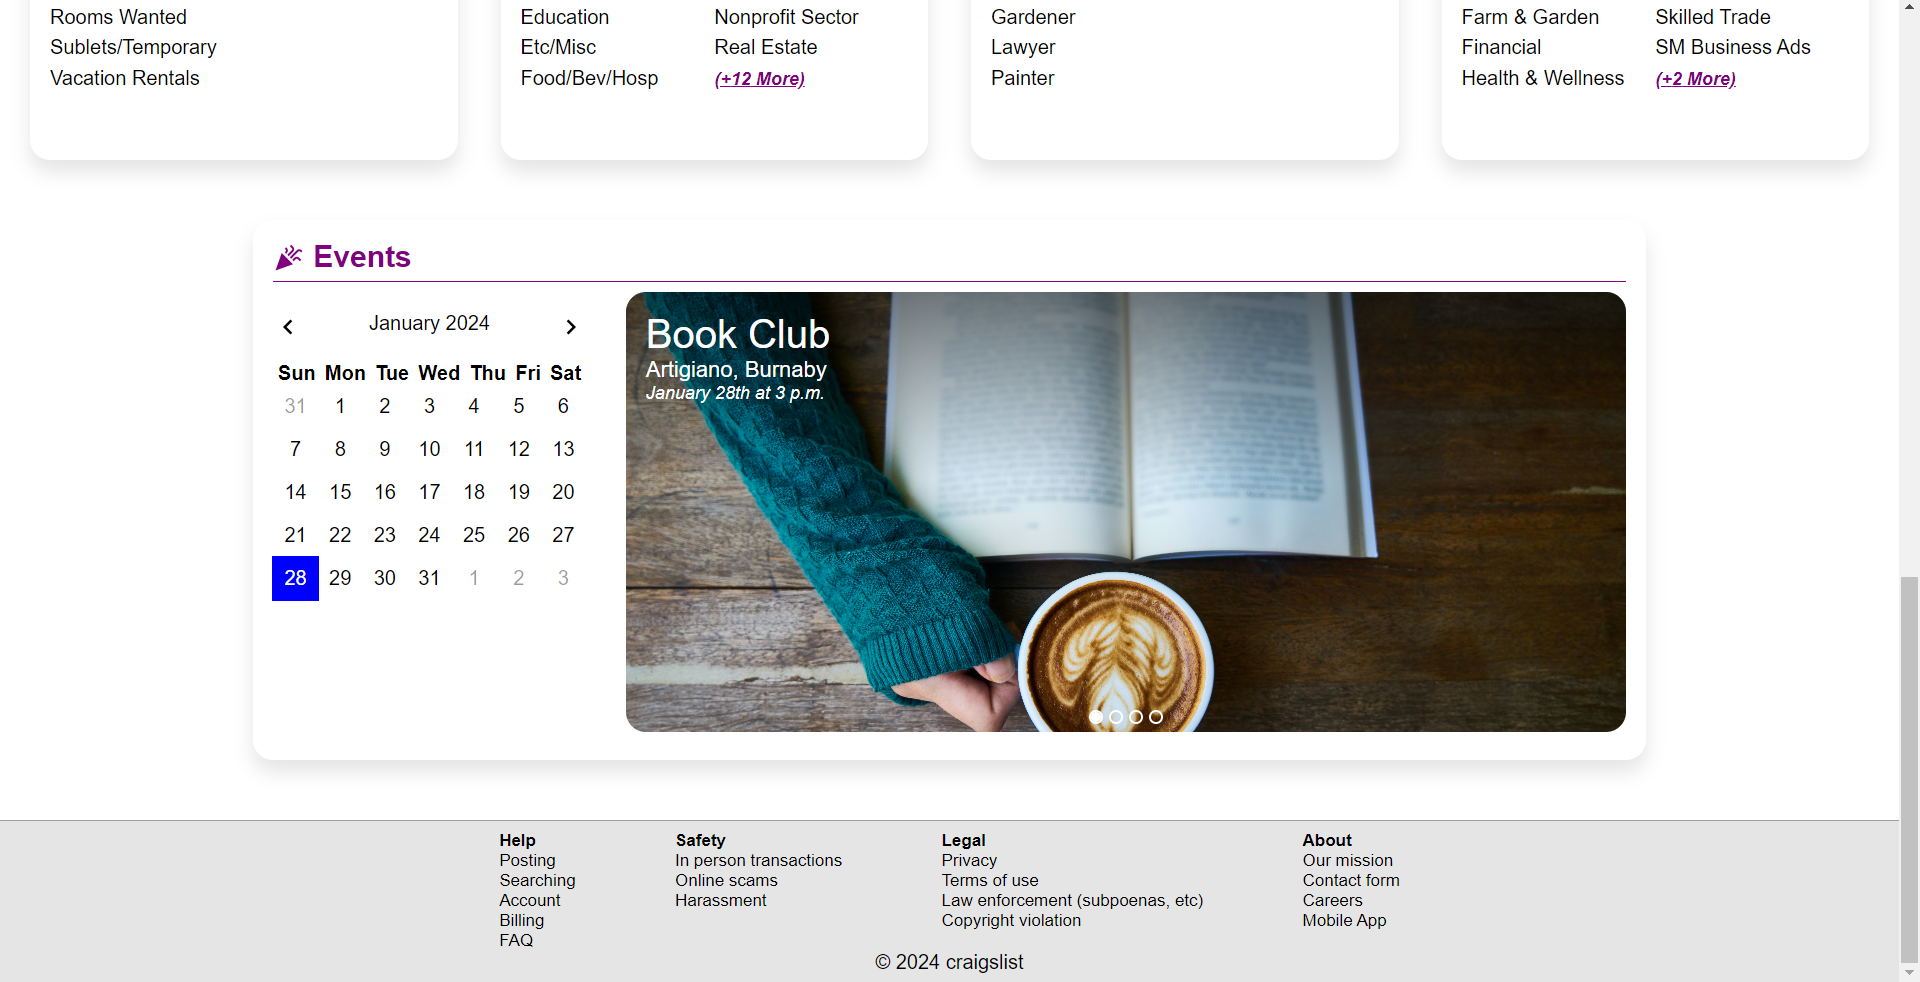 Rooms Wanted
Sublets/Temporary
Vacation Rentals
Education
Etc/Misc
Food/Bev/Hosp
Nonprofit Sector
Real Estate
(+12 More)
Gardener
Lawyer
Painter
Farm & Garden
Financial
Health & Wellness
Skilled Trade
SM Business Ads
(+2 More)
Events
January 2024
Sun Mon Tue Wed Thu Fri Sat
31 1 2 3 4 5 6
7 8 9 10 11 12 13
14 15 16 17 18 19 20
21 22 23 24 25 26 27
28 29 30 31 1 2 3
Book Club
Artigiano, Burnaby
January 28th at 3 p.m.
Help
Posting
Searching
Account
Billing
FAQ
Safety
In person transactions
Online scams
Harassment
Legal
Privacy
Terms of use
Law enforcement (subpoenas, etc)
Copyright violation
About
Our mission
Contact form
Careers
Mobile App
© 2024 craigslist